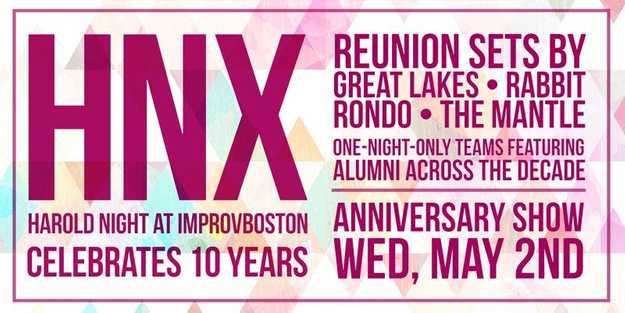 HNX
HAROLD NIGHT AT IMPROVBOSTON
CELEBRATES 10 YEARS
REUNION SETS BY
GREAT LAKES • RABBIT
RONDO • THE MANTLE
ONE-NIGHT-ONLY TEAMS FEATURING
ALUMNI ACROSS THE DECADE
ANNIVERSARY SHOW
WED, MAY 2ND